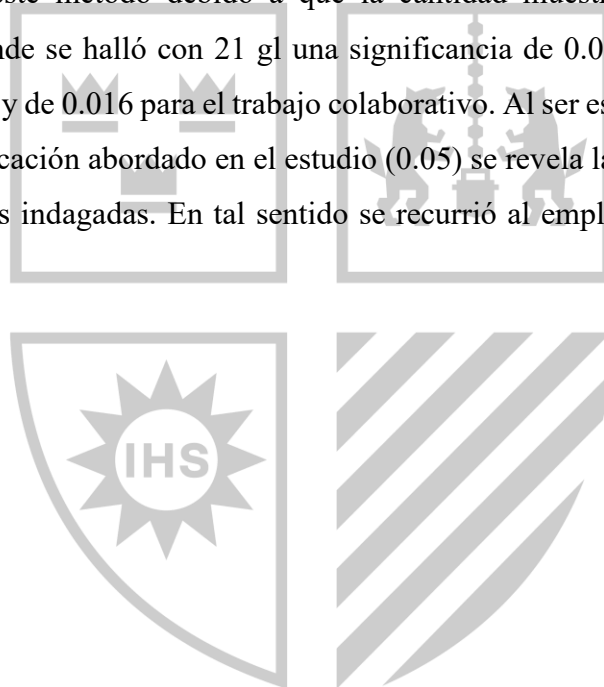 este método debido a que la cantidad
nde se halló con 21 gl una significancia de 0.0
y de 0.016 para el trabajo colaborativo. Al ser es
cación abordado en el estudio (0.05) se revela la
s indagadas. En tal sentido se recurrió al empl
IHS